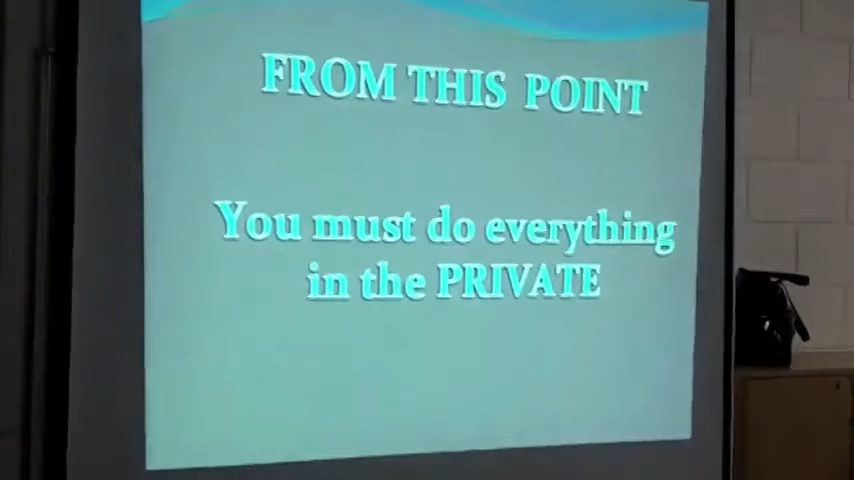 FROM THIS POINT
You must do everything
in the PRIVATE